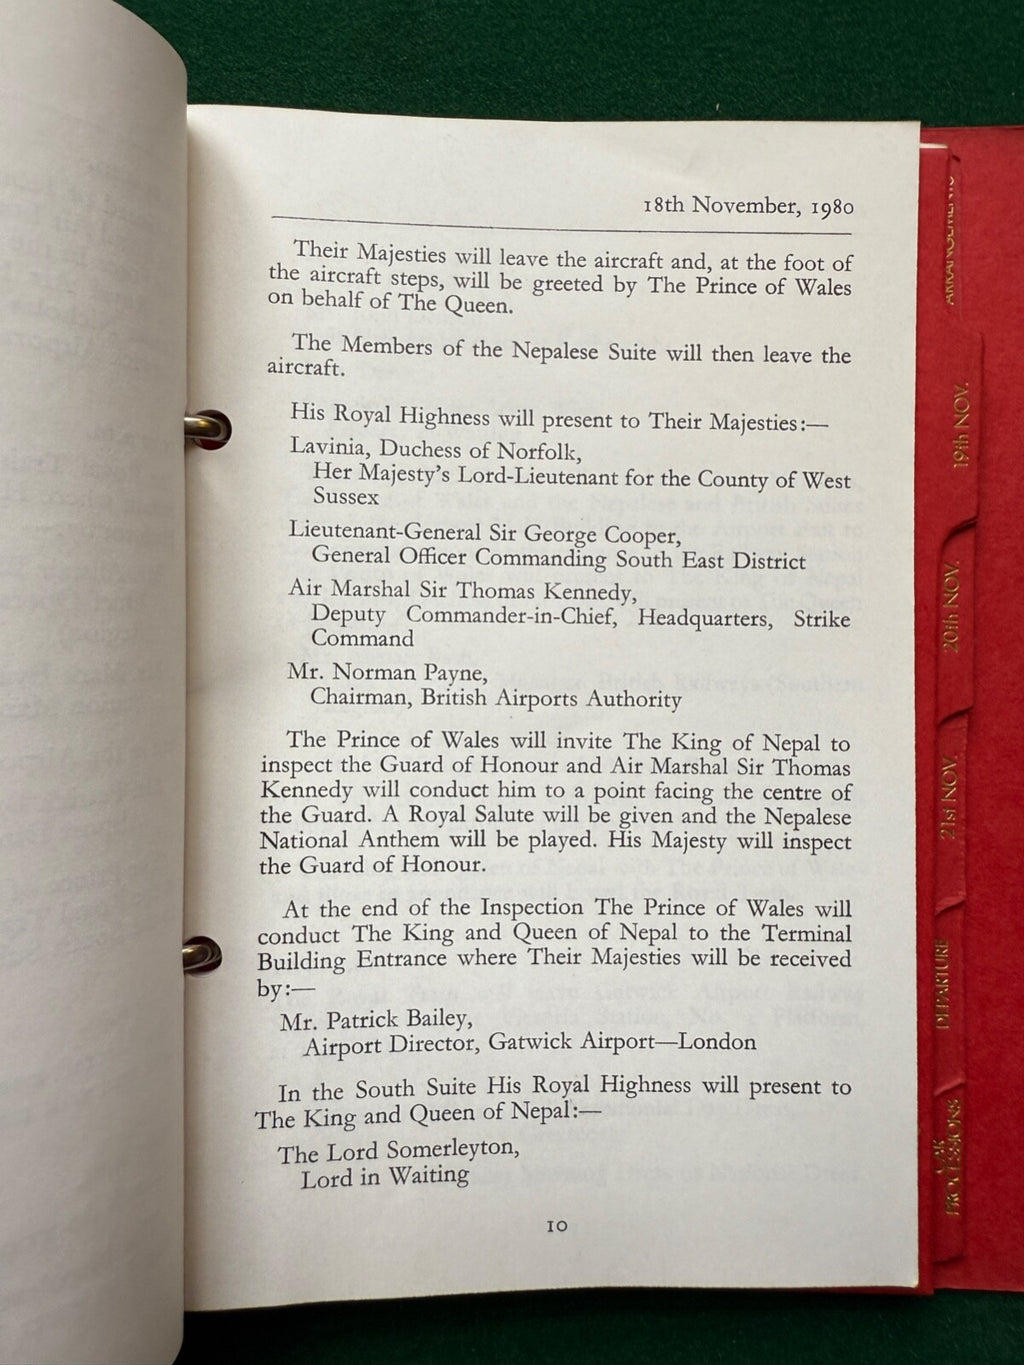 18th November, 1980
Their Majesties will leave the aircraft and, at the foot of
the aircraft steps, will be greeted by The Prince of Wales
on behalf of The Queen.
The Members of the Nepalese Suite will then leave the
aircraft.
His Royal Highness will present to Their Majesties:—
Lavinia, Duchess of Norfolk,
Her Majesty's Lord-Lieutenant for the County of West
Sussex
Lieutenant-General Sir George Cooper,
General Officer Commanding South East District
Air Marshal Sir Thomas Kennedy,
Deputy Commander-in-Chief, Headquarters, Strike
Command
Mr. Norman Payne,
Chairman, British Airports Authority
The Prince of Wales will invite The King of Nepal to
inspect the Guard of Honour and Air Marshal Sir Thomas
Kennedy will conduct him to a point facing the centre of
the Guard. A Royal Salute will be given and the Nepalese
National Anthem will be played. His Majesty will inspect
the Guard of Honour.
At the end of the Inspection The Prince of Wales will
conduct The King and Queen of Nepal to the Terminal
Building Entrance where Their Majesties will be received
by:—
Mr. Patrick Bailey,
Airport Director, Gatwick Airport—London
In the South Suite His Royal Highness will present to
The King and Queen of Nepal:—
The Lord Somerleyton,
Lord in Waiting
10
ARRANGEMENTS
19th NOV.
20th NOV.
21st NOV.
DEPARTURE
CAR
PROCESSIONS